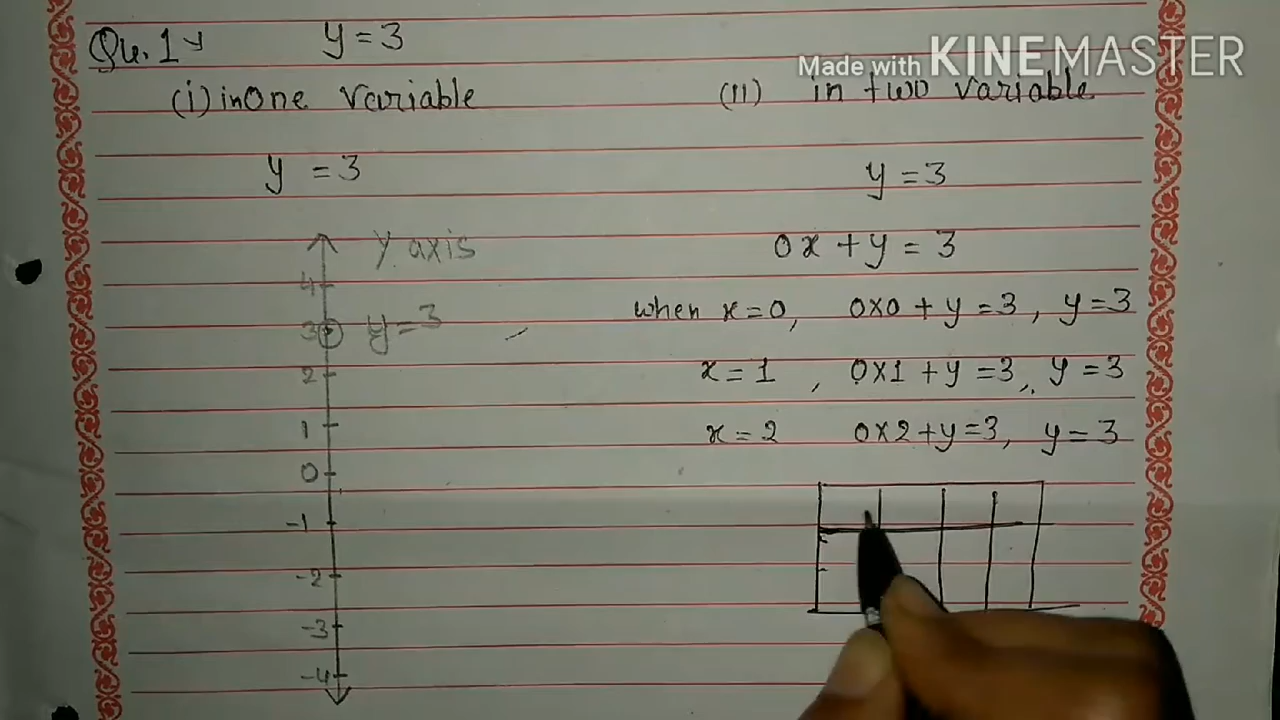 Qu. 1 y = 3
Made with KINEMASTER
(i) in One variable
(II) in two variable
y = 3
y = 3
Y axis
0x + y = 3
4
when x = 0, 0x0 + y = 3, y = 3
3 y = 3
x = 1, 0x1 + y = 3, y = 3
2
1
x = 2 0x2 + y = 3, y = 3
0
-1
-2
-3
-4